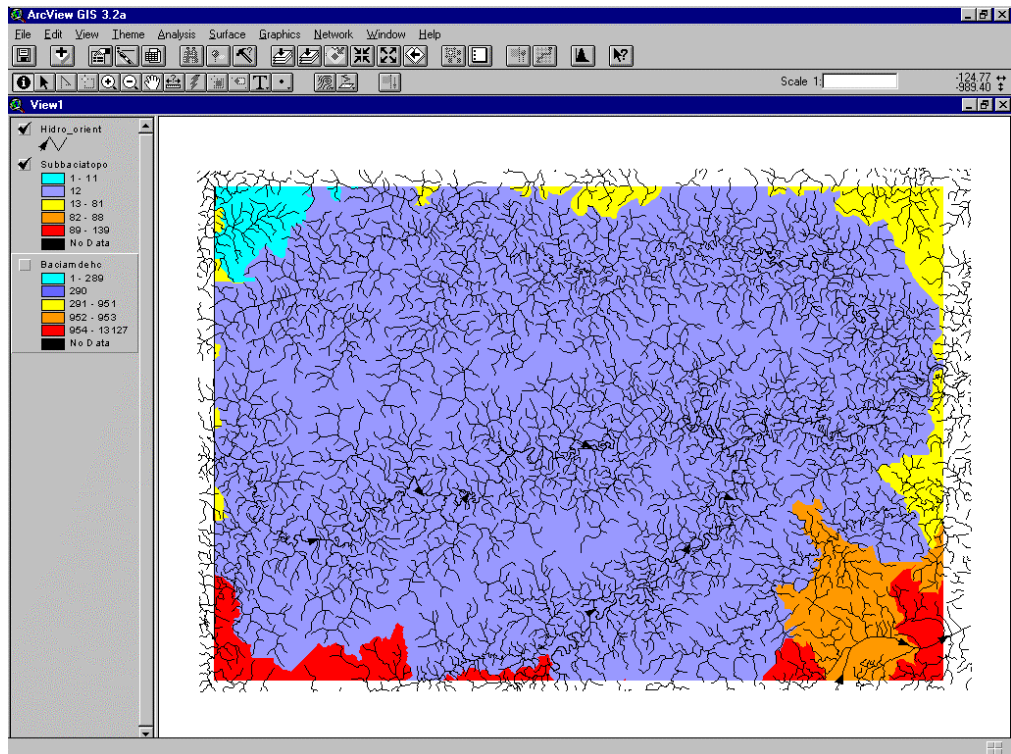 ArcView GIS 3.2a
File Edit View Theme Analysis Surface Graphics Network Window Help
Scale 1:
-124.77
-989.40
View1
Hidro_orient
Subbaciatopo
1 - 11
12
13 - 81
82 - 88
89 - 139
No Data
Baciamdehc
1 - 289
290
291 - 951
952 - 953
954 - 13127
No Data